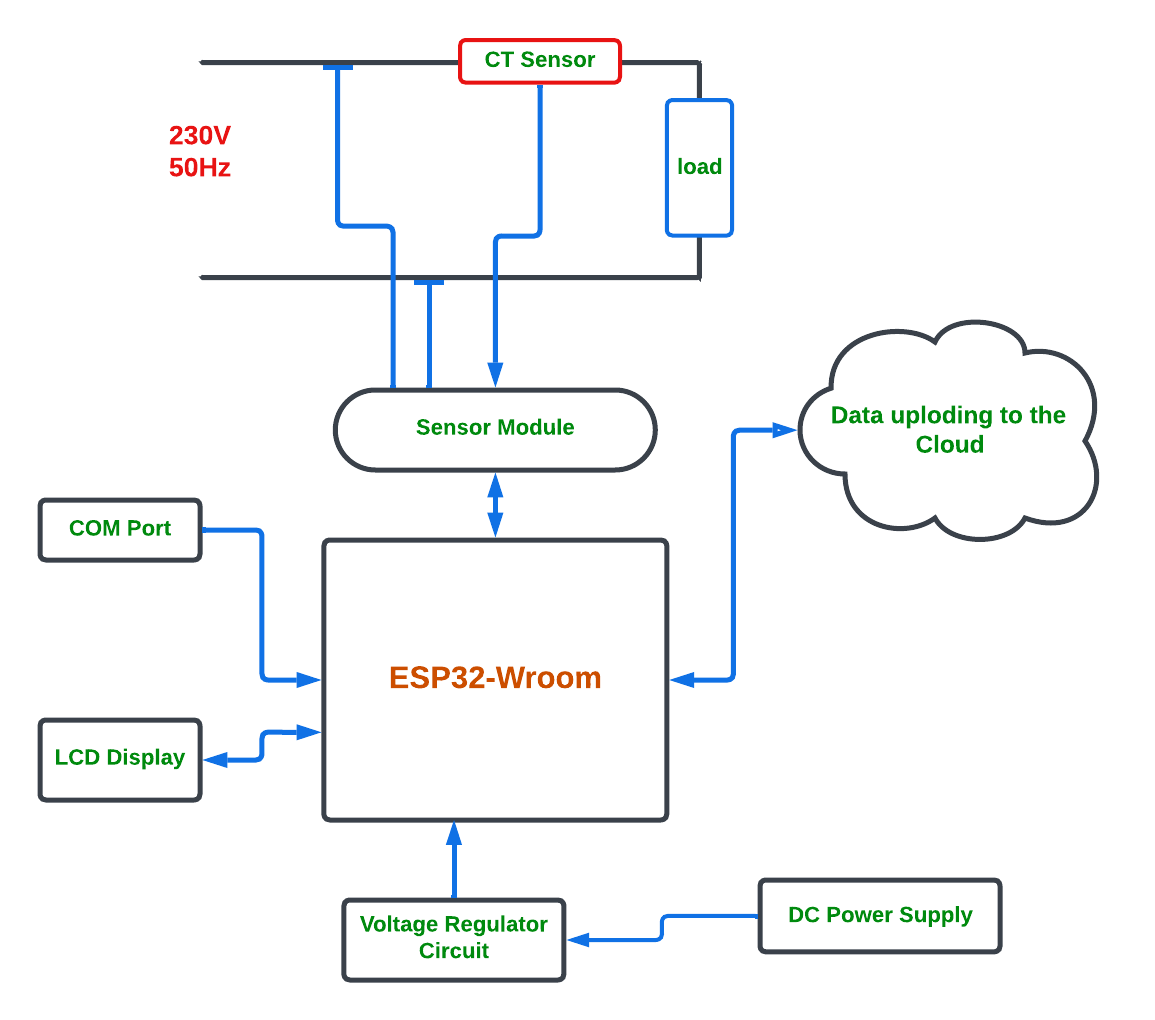 CT Sensor
230V
50Hz
load
Sensor Module
Data uploding to the
Cloud
COM Port
ESP32-Wroom
LCD Display
Voltage Regulator
Circuit
DC Power Supply